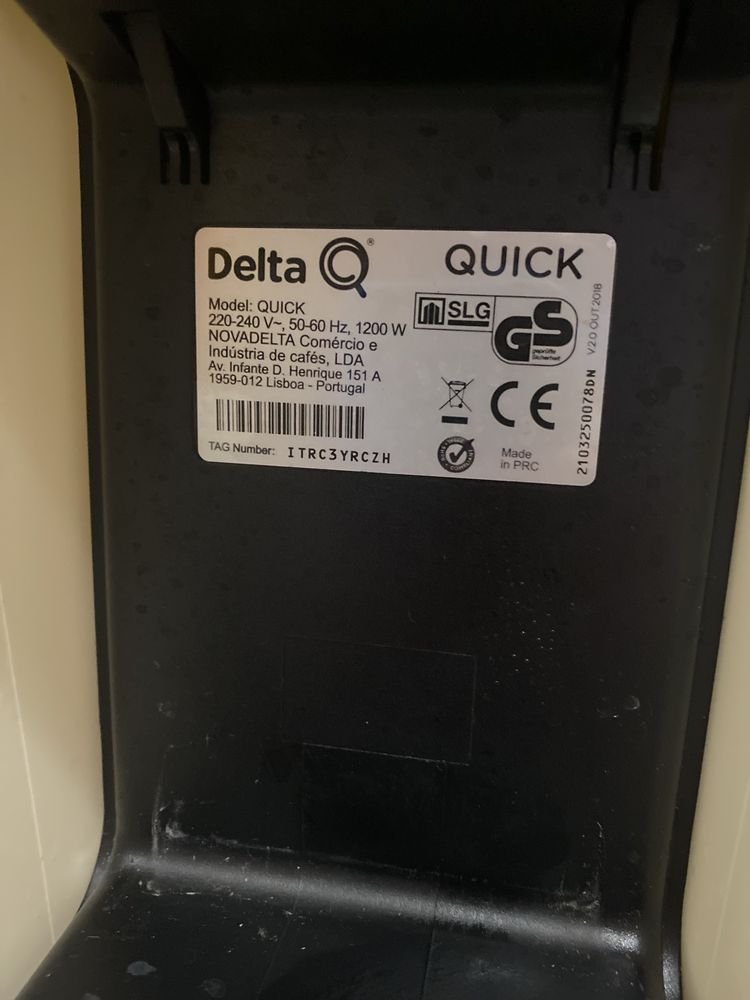 Delta Q®
QUICK
Model: QUICK
220-240 V~, 50-60 Hz, 1200 W
NOVADELTA Comércio e
Indústria de cafés, LDA
Av. Infante D. Henrique 151 A
1959-012 Lisboa - Portugal
TAG Number: ITRC3YRCZH
SLG
GS
geprüfte
Sicherheit
CE
Made
in PRC
V2.0 OUT.2018
2103250078DN